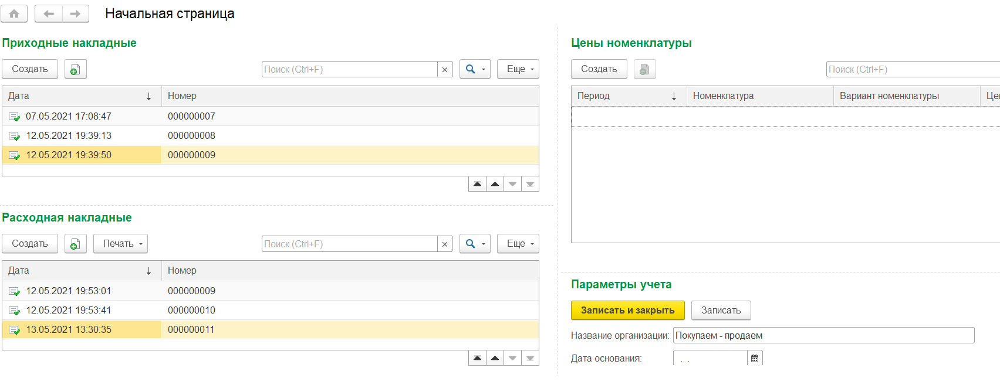 Начальная страница
Приходные накладные
Создать
Поиск (Ctrl+F)
Еще
Дата Номер
07.05.2021 17:08:47 000000007
12.05.2021 19:39:13 000000008
12.05.2021 19:39:50 000000009
Расходная накладные
Создать
Печать
Поиск (Ctrl+F)
Еще
Дата Номер
12.05.2021 19:53:01 000000009
12.05.2021 19:53:41 000000010
13.05.2021 13:30:35 000000011
Цены номенклатуры
Создать
Поиск (Ctrl+F)
Период Номенклатура Вариант номенклатуры Це
Параметры учета
Записать и закрыть
Записать
Название организации: Покупаем - продаем
Дата основания: . .